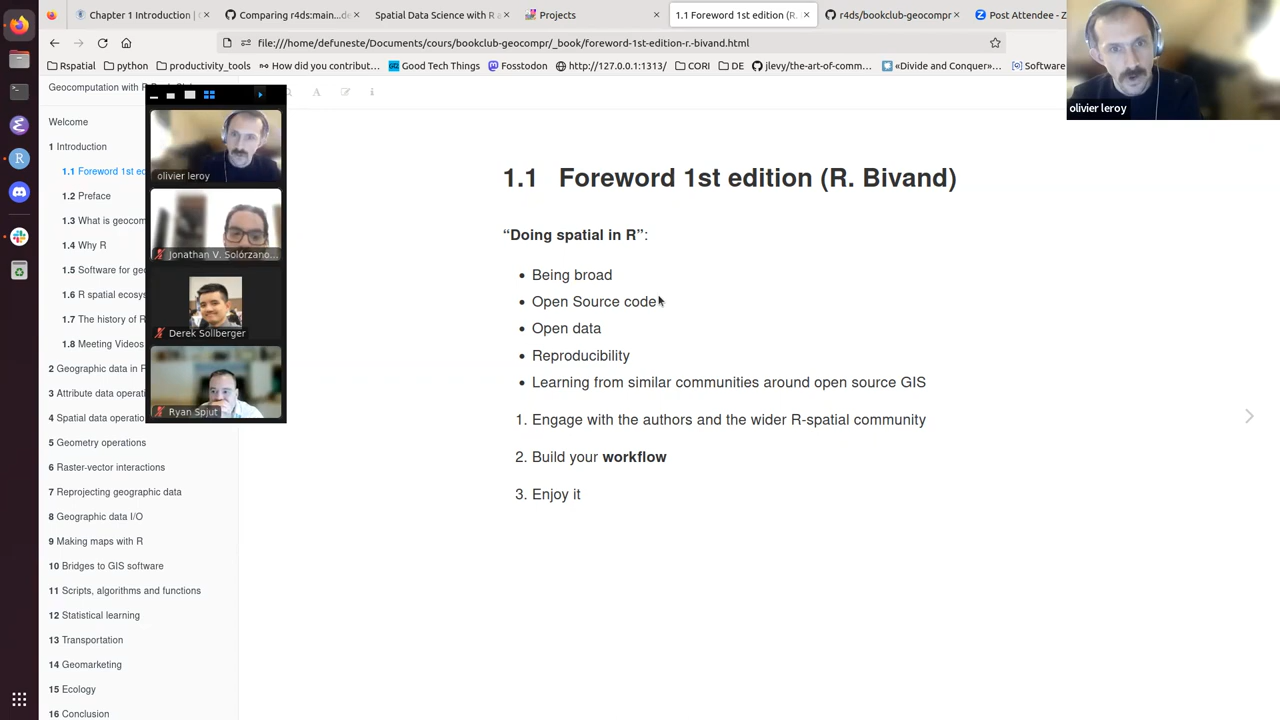 Chapter 1 Introduction |
Comparing r4ds:main...de
Spatial Data Science with R a
Projects
1.1 Foreword 1st edition (R.
r4ds/bookclub-geocompr
Post Attendee - Z
file:///home/defuneste/Documents/cours/bookclub-geocompr/_book/foreword-1st-edition-r.-bivand.html
Rspatial
python
productivity_tools
How did you contribut...
Good Tech Things
Fosstodon
http://127.0.0.1:1313/
CORI
DE
jlevy/the-art-of-comm...
«Divide and Conquer»...
Software
olivier leroy
Geocomputation with R
Welcome
1 Introduction
1.1 Foreword 1st ed
1.2 Preface
1.3 What is geocom
1.4 Why R
1.5 Software for geo
1.6 R spatial ecosys
1.7 The history of R
1.8 Meeting Videos
2 Geographic data in R
3 Attribute data operati
4 Spatial data operatio
5 Geometry operations
6 Raster-vector interactions
7 Reprojecting geographic data
8 Geographic data I/O
9 Making maps with R
10 Bridges to GIS software
11 Scripts, algorithms and functions
12 Statistical learning
13 Transportation
14 Geomarketing
15 Ecology
16 Conclusion
olivier leroy
Jonathan V. Solórzano...
Derek Sollberger
Ryan Spjut
1.1 Foreword 1st edition (R. Bivand)
“Doing spatial in R”:
• Being broad
• Open Source code
• Open data
• Reproducibility
• Learning from similar communities around open source GIS
1. Engage with the authors and the wider R-spatial community
2. Build your workflow
3. Enjoy it